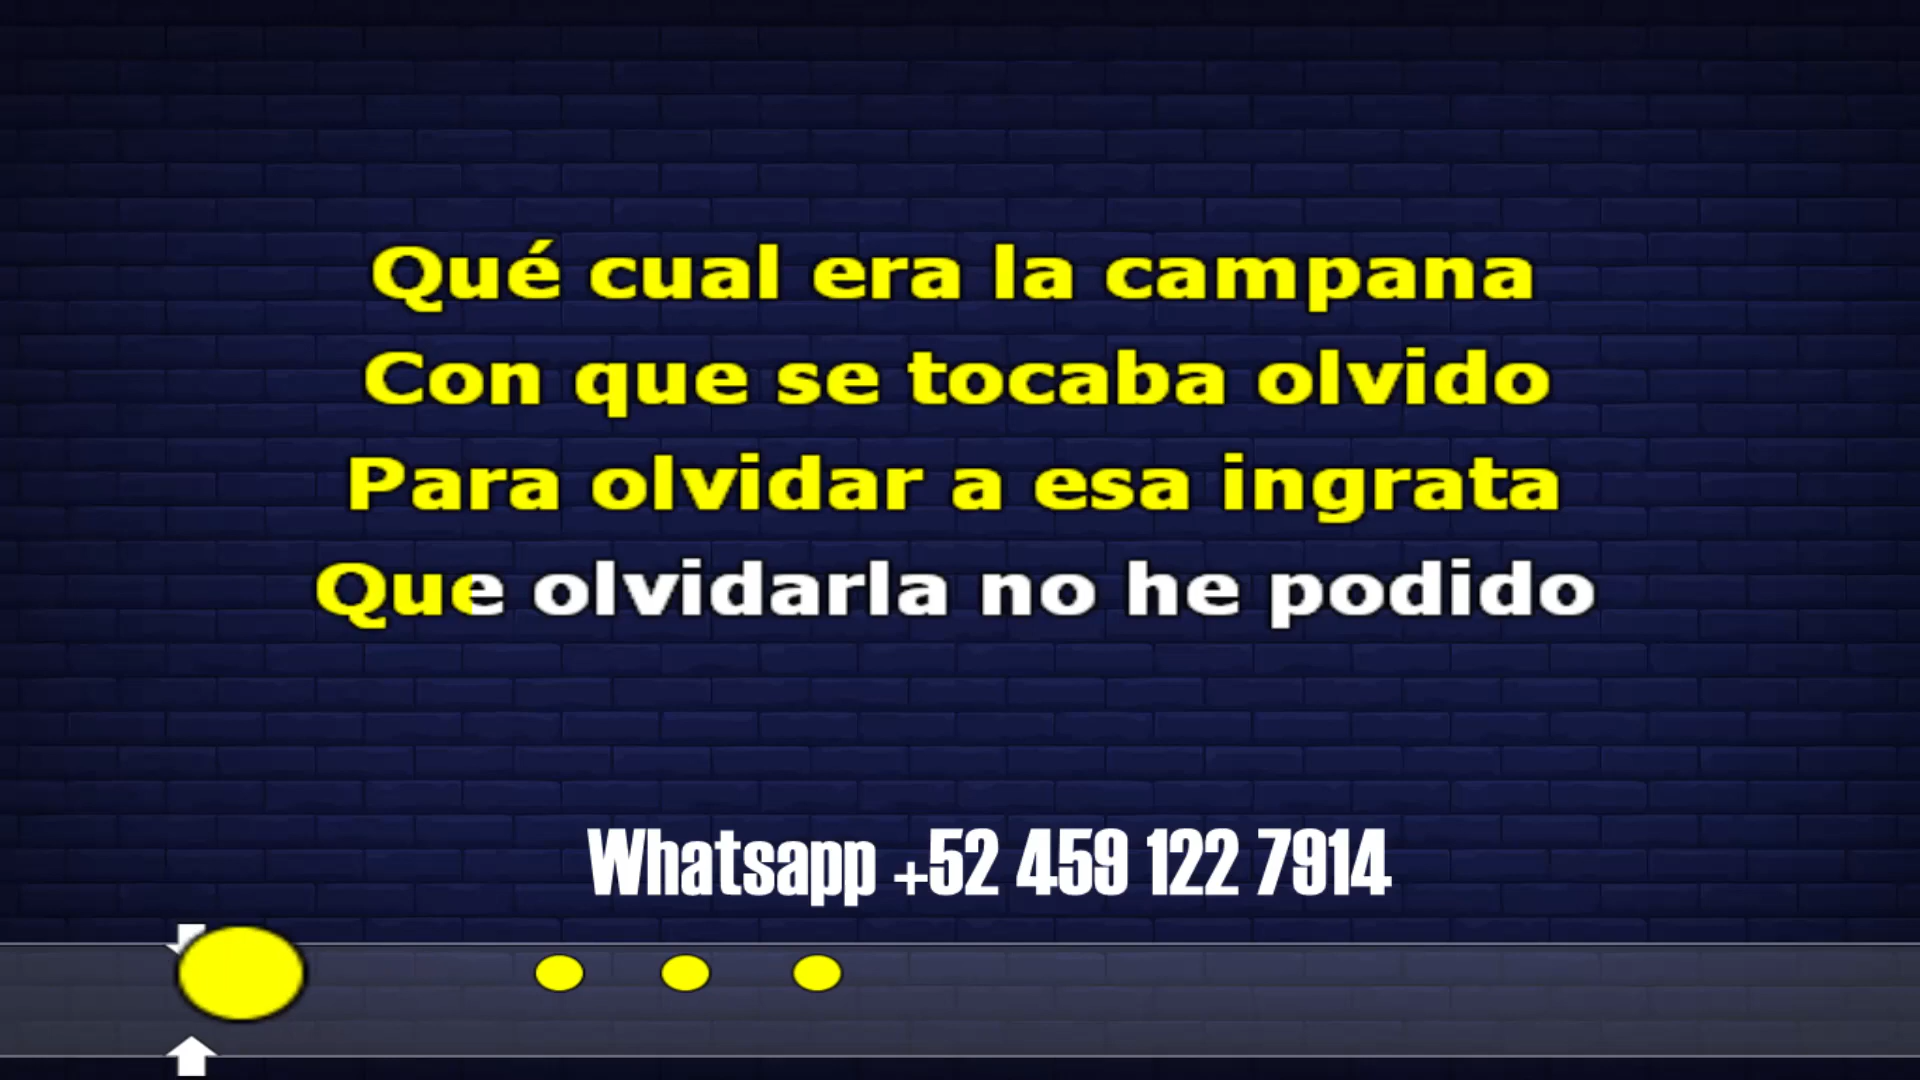 Qué cual era la campana
Con que se tocaba olvido
Para olvidar a esa ingrata
Que olvidarla no he podido
Whatsapp +52 459 122 7914